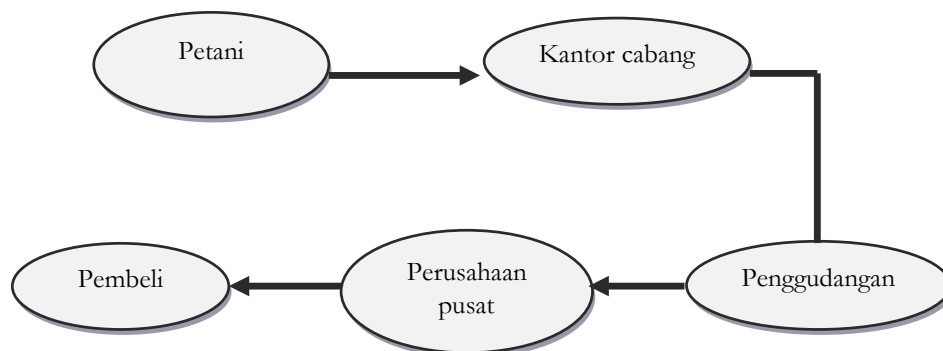 Petani
Kantor cabang
Penggudangan
Perusahaan
pusat
Pembeli